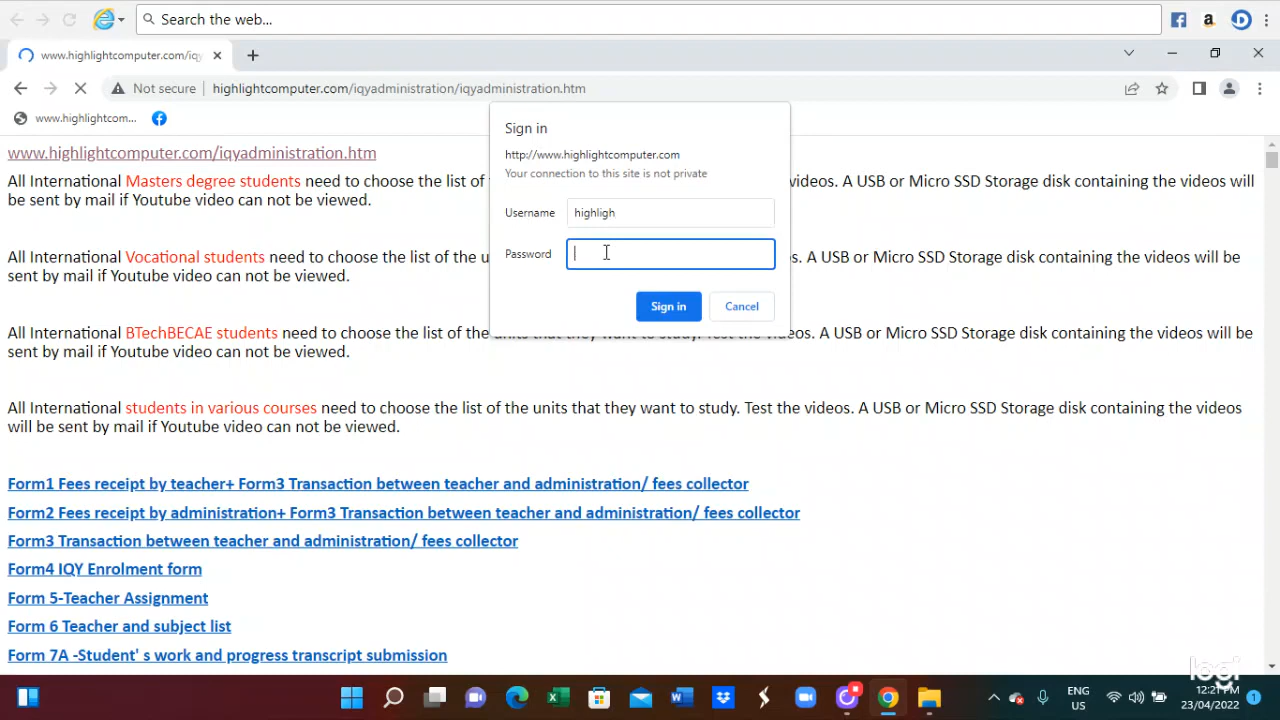 Search the web...
www.highlightcomputer.com/iqy
Not secure highlightcomputer.com/iqyadministration/iqyadministration.htm
www.highlightcom...
Sign in
http://www.highlightcomputer.com
Your connection to this site is not private
Username highligh
Password
Sign in Cancel
www.highlightcomputer.com/iqyadministration.htm
All International Masters degree students need to choose the list of videos. A USB or Micro SSD Storage disk containing the videos will
be sent by mail if Youtube video can not be viewed.
All International Vocational students need to choose the list of the u s. A USB or Micro SSD Storage disk containing the videos will be
sent by mail if Youtube video can not be viewed.
All International BTechBECAE students need to choose the list of the units that they want to study. Test the videos. A USB or Micro SSD Storage disk containing the videos will be
sent by mail if Youtube video can not be viewed.
All International students in various courses need to choose the list of the units that they want to study. Test the videos. A USB or Micro SSD Storage disk containing the videos
will be sent by mail if Youtube video can not be viewed.
Form1 Fees receipt by teacher+ Form3 Transaction between teacher and administration/ fees collector
Form2 Fees receipt by administration+ Form3 Transaction between teacher and administration/ fees collector
Form3 Transaction between teacher and administration/ fees collector
Form4 IQY Enrolment form
Form 5-Teacher Assignment
Form 6 Teacher and subject list
Form 7A -Student' s work and progress transcript submission
logi
ENG
US
12:21 PM
23/04/2022
1